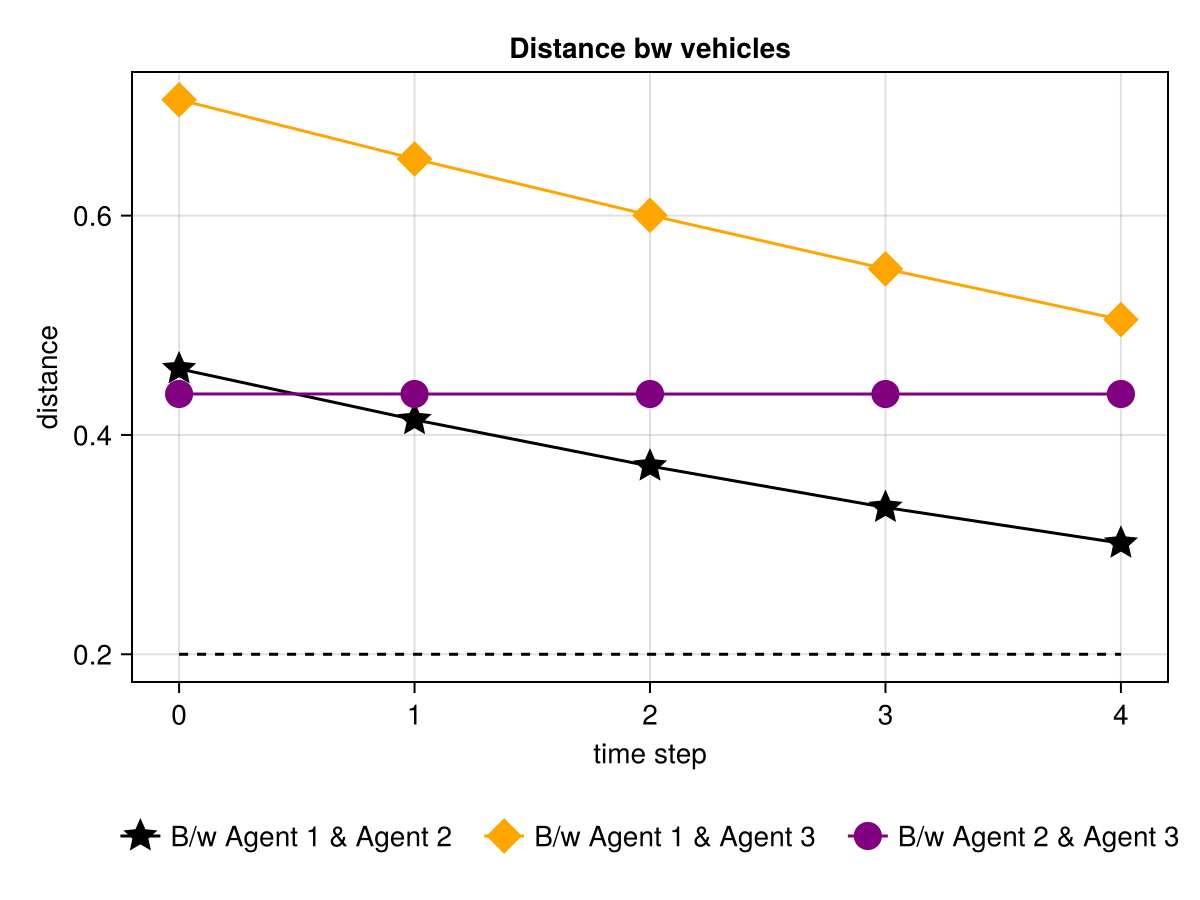 Distance bw vehicles
distance
0.6
0.4
0.2
0 1 2 3 4
time step
B/w Agent 1 & Agent 2 B/w Agent 1 & Agent 3 B/w Agent 2 & Agent 3